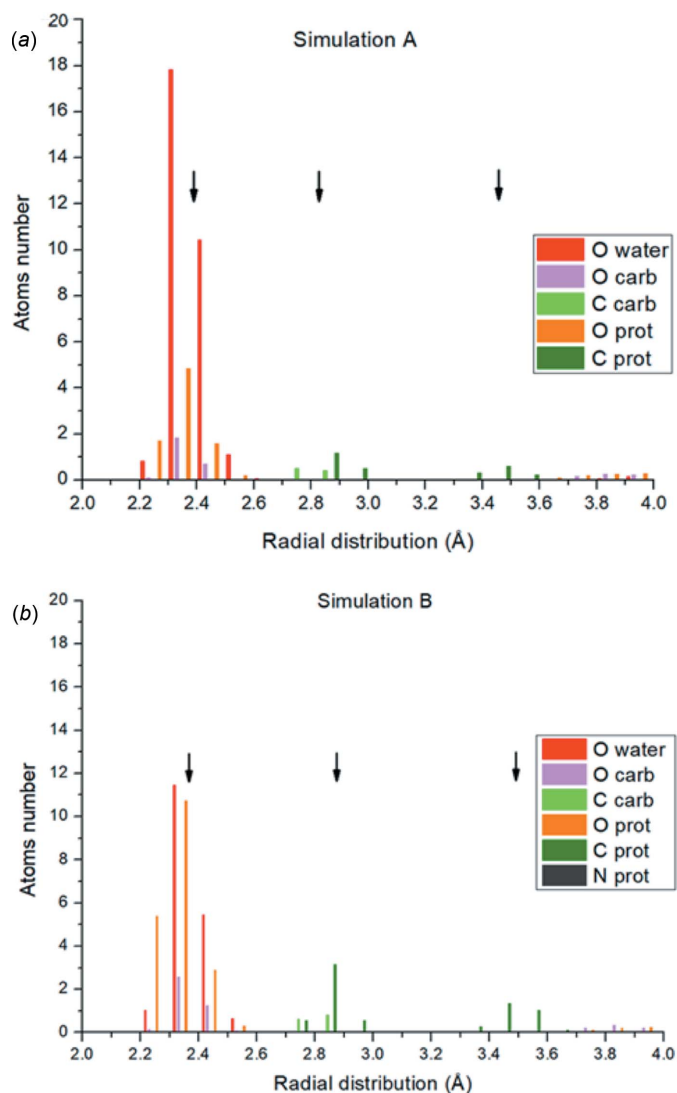 (a)
Simulation A
20
18
16
14
12
10
8
6
4
2
0
Atoms number
O water
O carb
C carb
O prot
C prot
2.0 2.2 2.4 2.6 2.8 3.0 3.2 3.4 3.6 3.8 4.0
Radial distribution (Å)
(b)
Simulation B
20
18
16
14
12
10
8
6
4
2
0
Atoms number
O water
O carb
C carb
O prot
C prot
N prot
2.0 2.2 2.4 2.6 2.8 3.0 3.2 3.4 3.6 3.8 4.0
Radial distribution (Å)